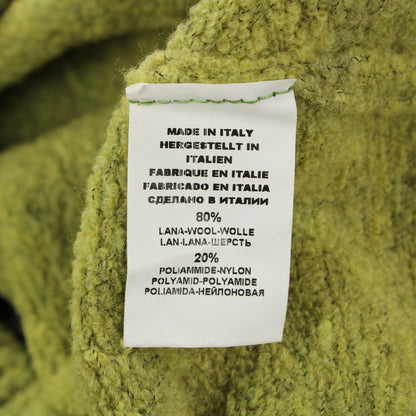 MADE IN ITALY
HERGESTELLT IN
ITALIEN
FABRIQUE EN ITALIE
FABRICADO EN ITALIA
СДЕЛАНО В ИТАЛИИ
80%
LANA-WOOL-WOLLE
LAN-LANA-ШЕРСТЬ
20%
POLIAMMIDE-NYLON
POLYAMID-POLYAMIDE
POLIAMIDA-НЕЙЛОНОВАЯ